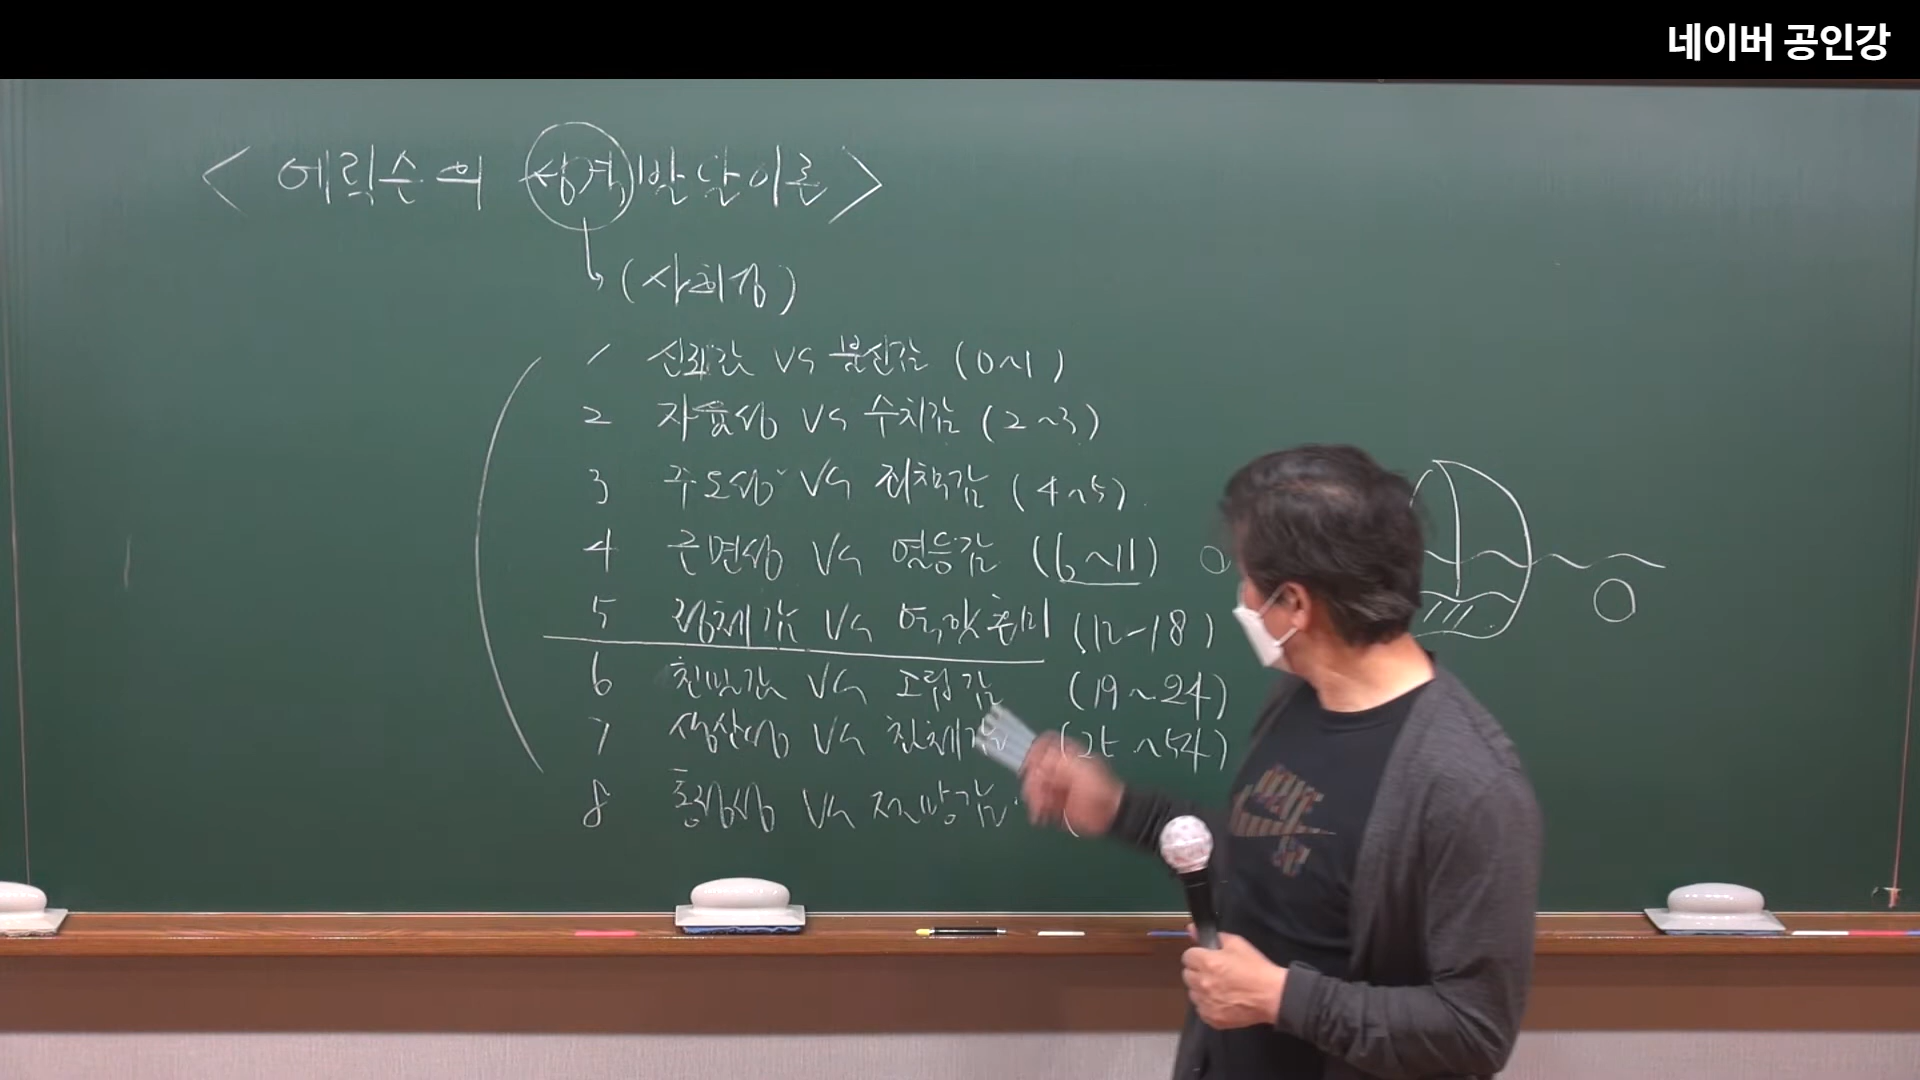 네이버 공인강
< 에릭슨의 성격발달이론 >
(사회성)
1 신뢰감 VS 불신감 (0~1)
2 자율성 VS 수치감 (2~3)
3 주도성 VS 죄책감 (4~5)
4 근면성 VS 열등감 (6~11)
5 정체감 VS 역할혼미 (12-18)
6 친밀감 VS 고립감 (19~24)
7 생산성 VS 침체감 (25~54)
8 통정성 VS 절망감 (